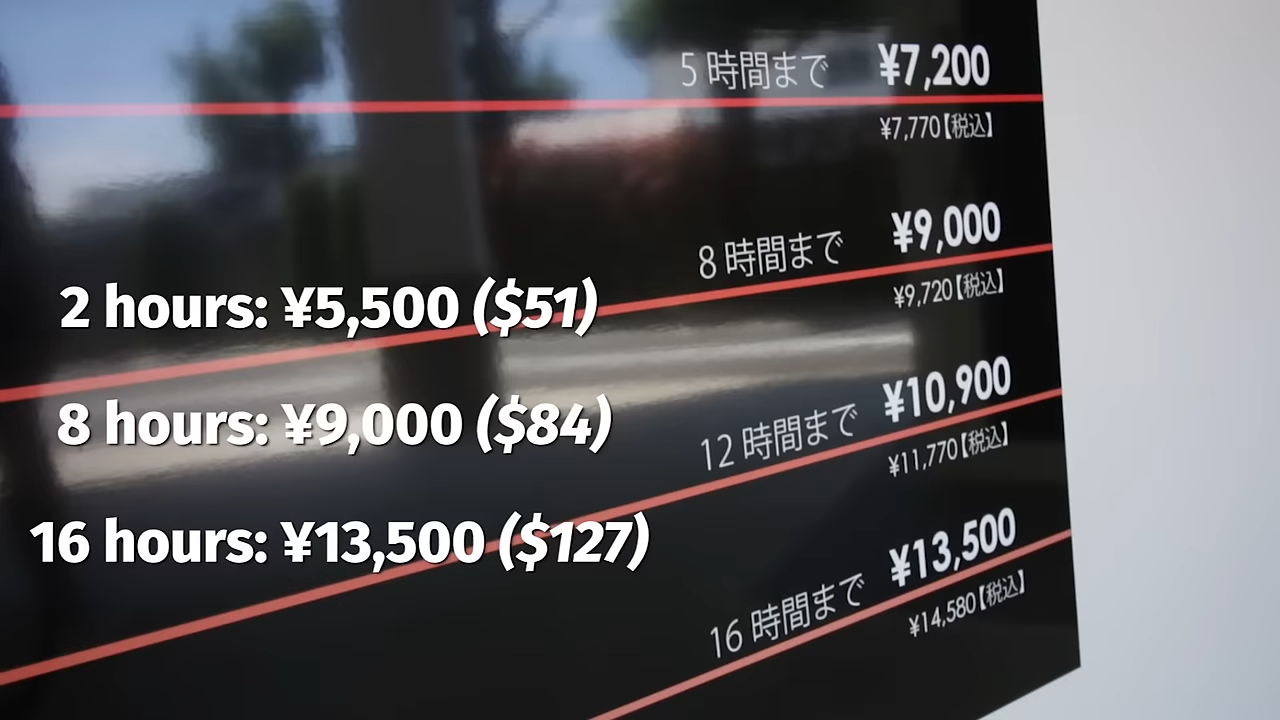 5 時間まで ¥7,200
¥7,770【税込】
8 時間まで ¥9,000
¥9,720【税込】
12 時間まで ¥10,900
¥11,770【税込】
16 時間まで ¥13,500
¥14,580【税込】
2 hours: ¥5,500 ($51)
8 hours: ¥9,000 ($84)
16 hours: ¥13,500 ($127)